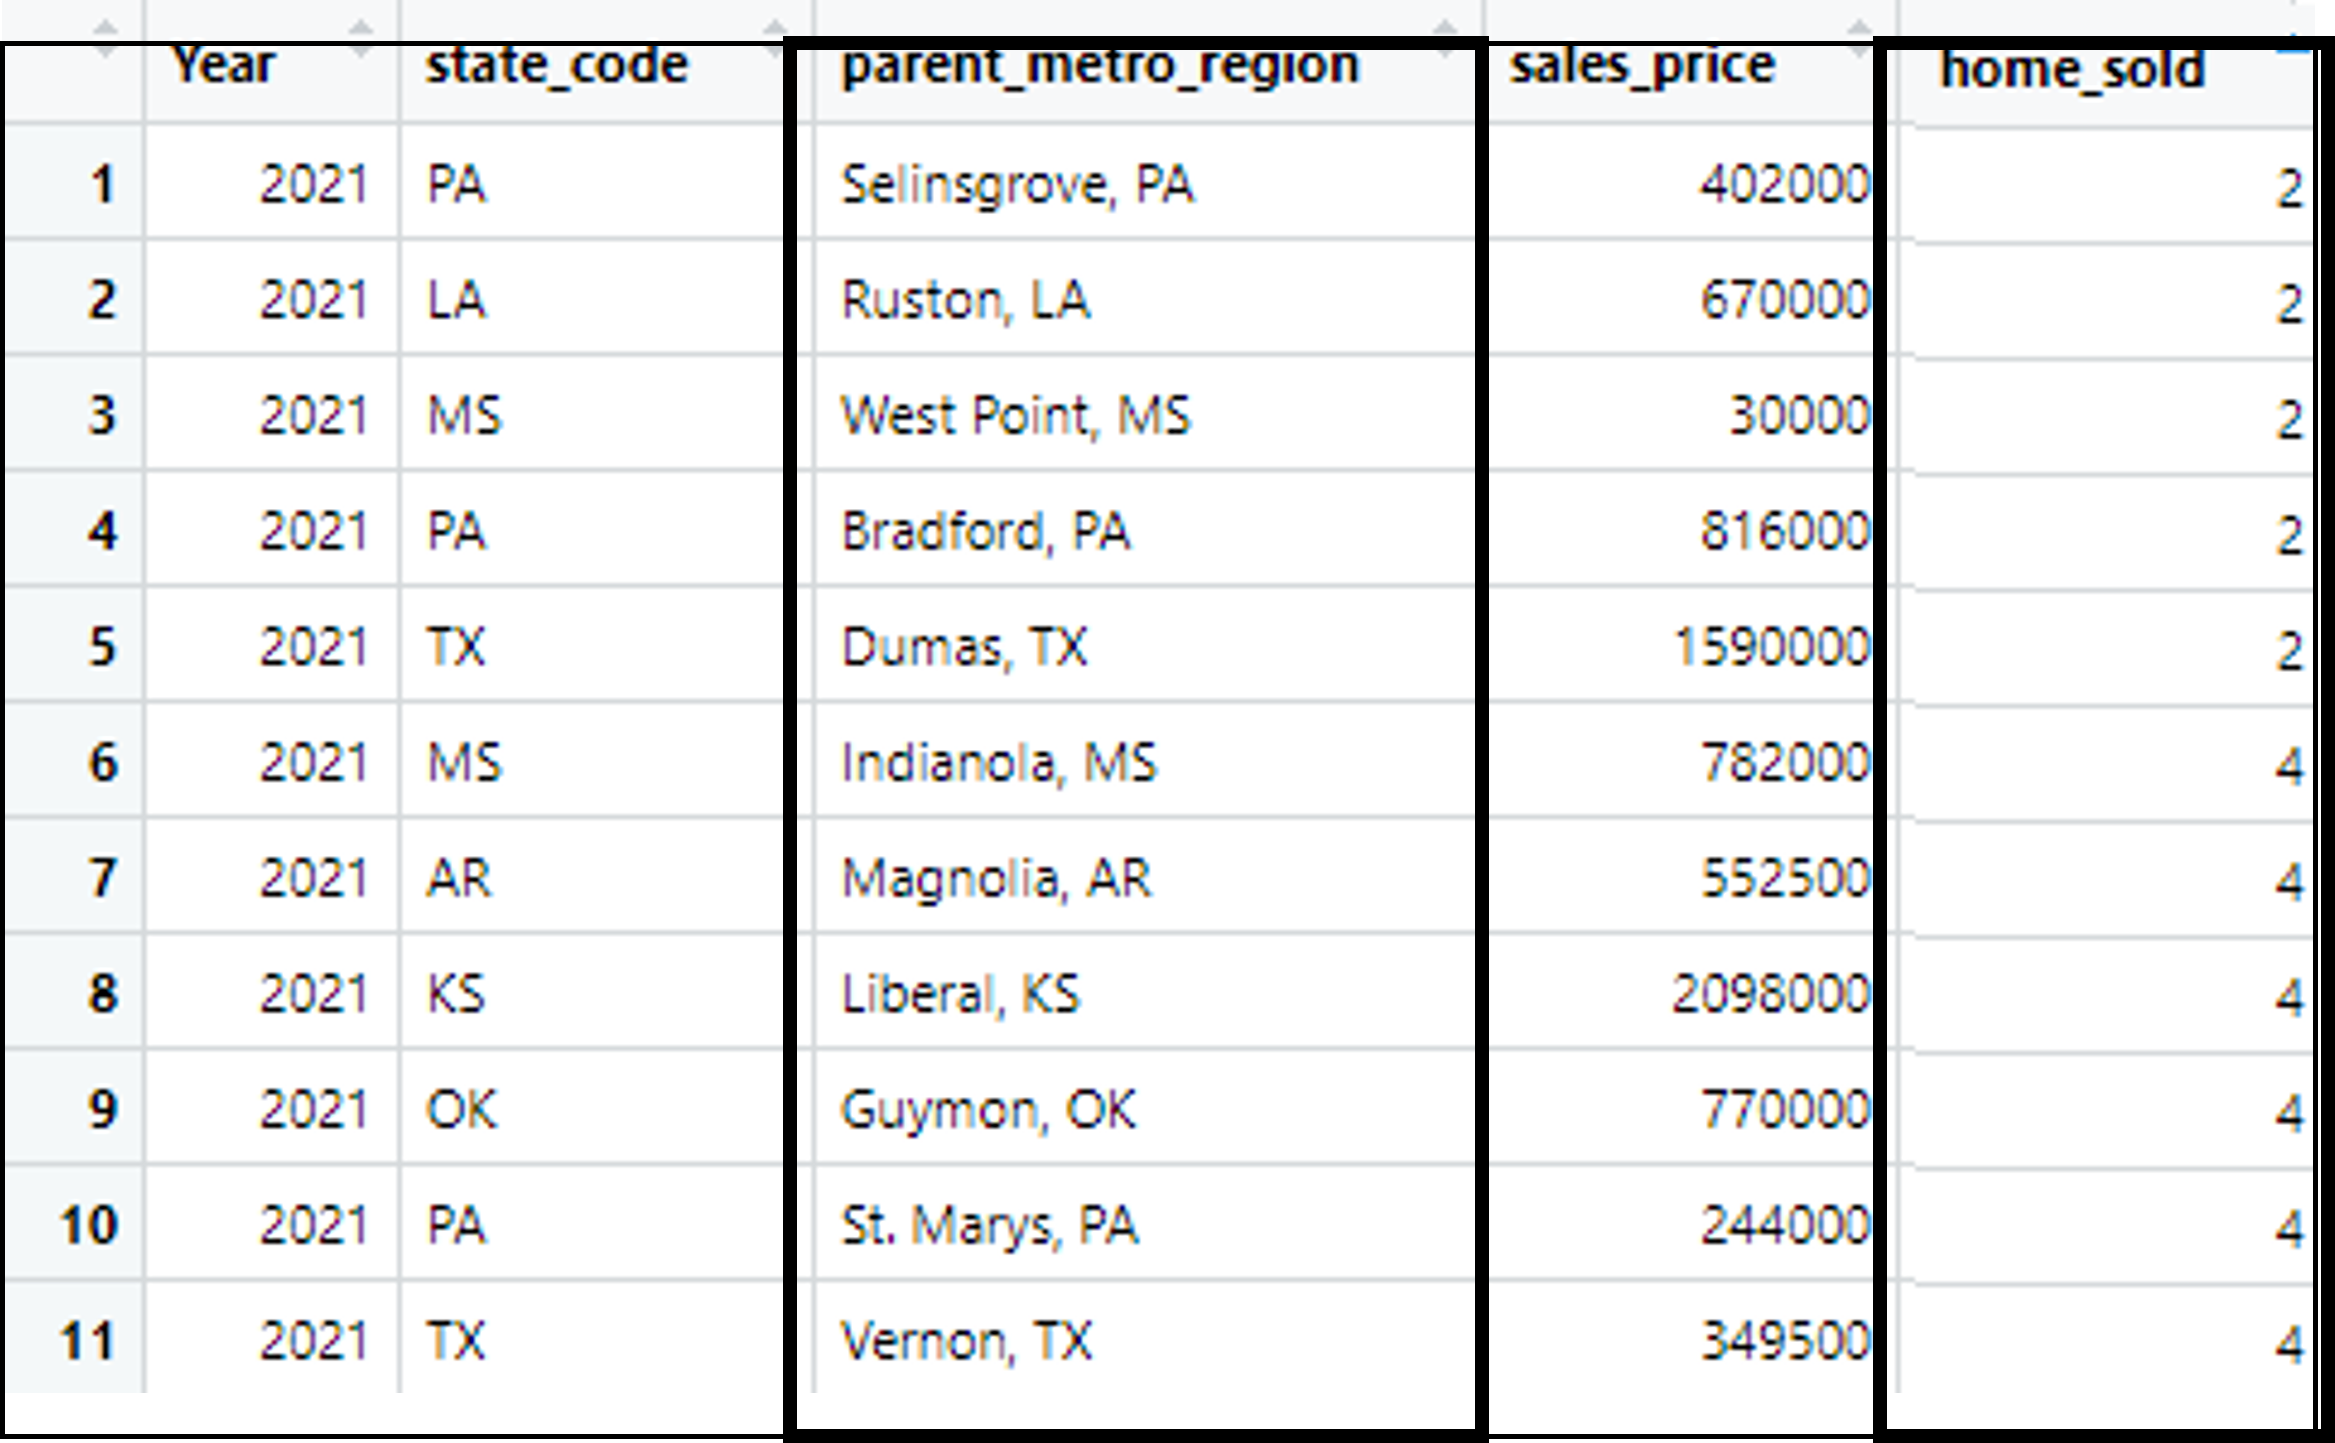 Year state_code parent_metro_region sales_price home_sold
1 2021 PA Selinsgrove, PA 402000 2
2 2021 LA Ruston, LA 670000 2
3 2021 MS West Point, MS 30000 2
4 2021 PA Bradford, PA 816000 2
5 2021 TX Dumas, TX 1590000 2
6 2021 MS Indianola, MS 782000 4
7 2021 AR Magnolia, AR 552500 4
8 2021 KS Liberal, KS 2098000 4
9 2021 OK Guymon, OK 770000 4
10 2021 PA St. Marys, PA 244000 4
11 2021 TX Vernon, TX 349500 4